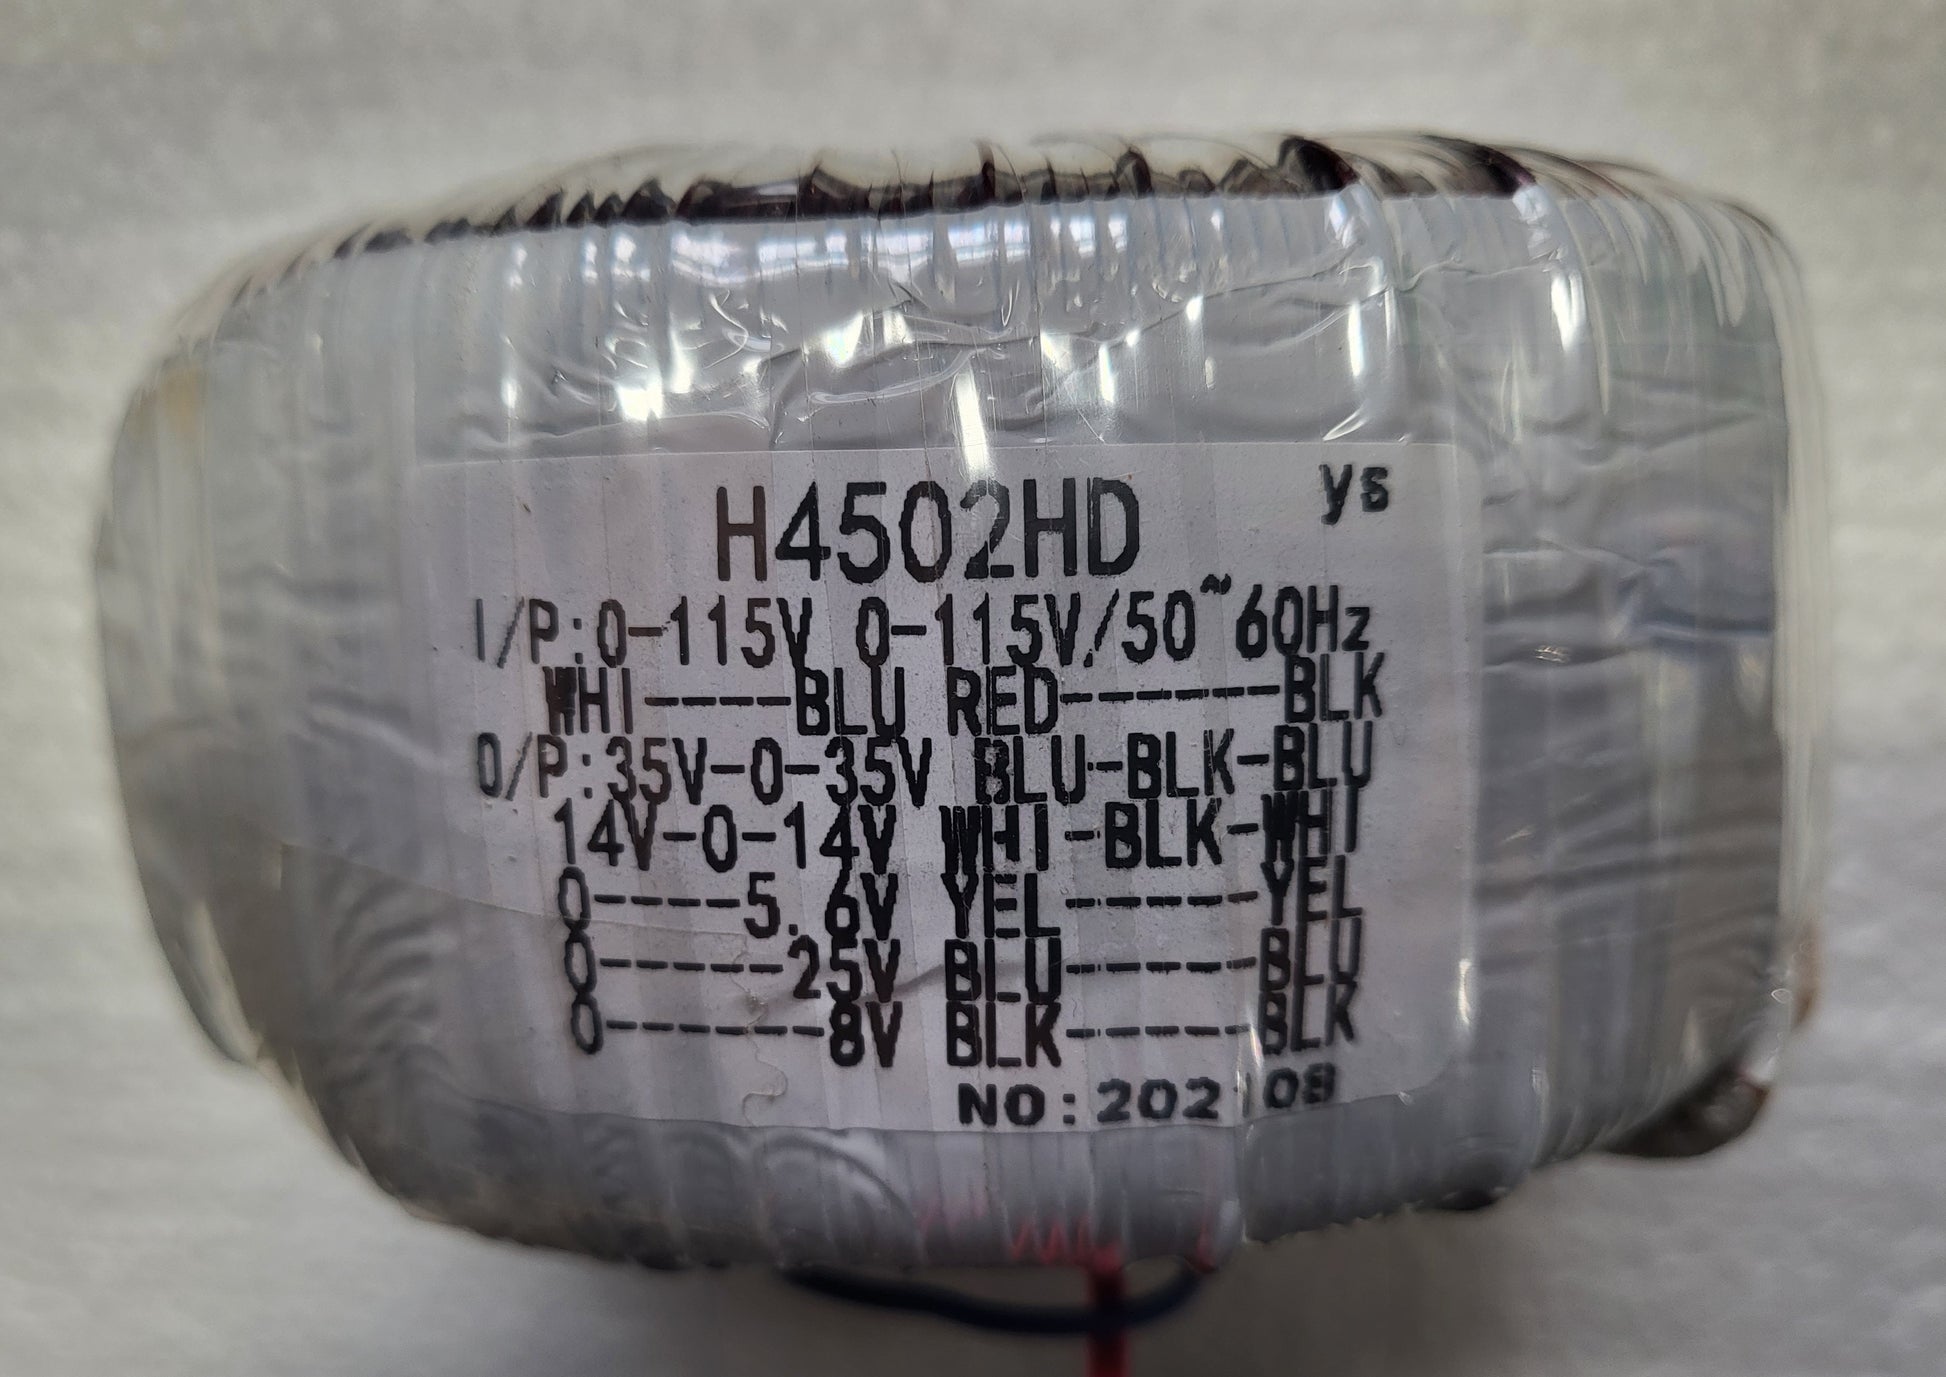 H4502HD
ys
I/P:0-115V 0-115V/50~60Hz
WHI-----BLU RED-------BLK
O/P:35V-0-35V BLU-BLK-BLU
14V-0-14V WHI-BLK-WHI
0-----5.6V YEL------YEL
0------25V BLU------BLU
0-------8V BLK------BLK
NO:202108